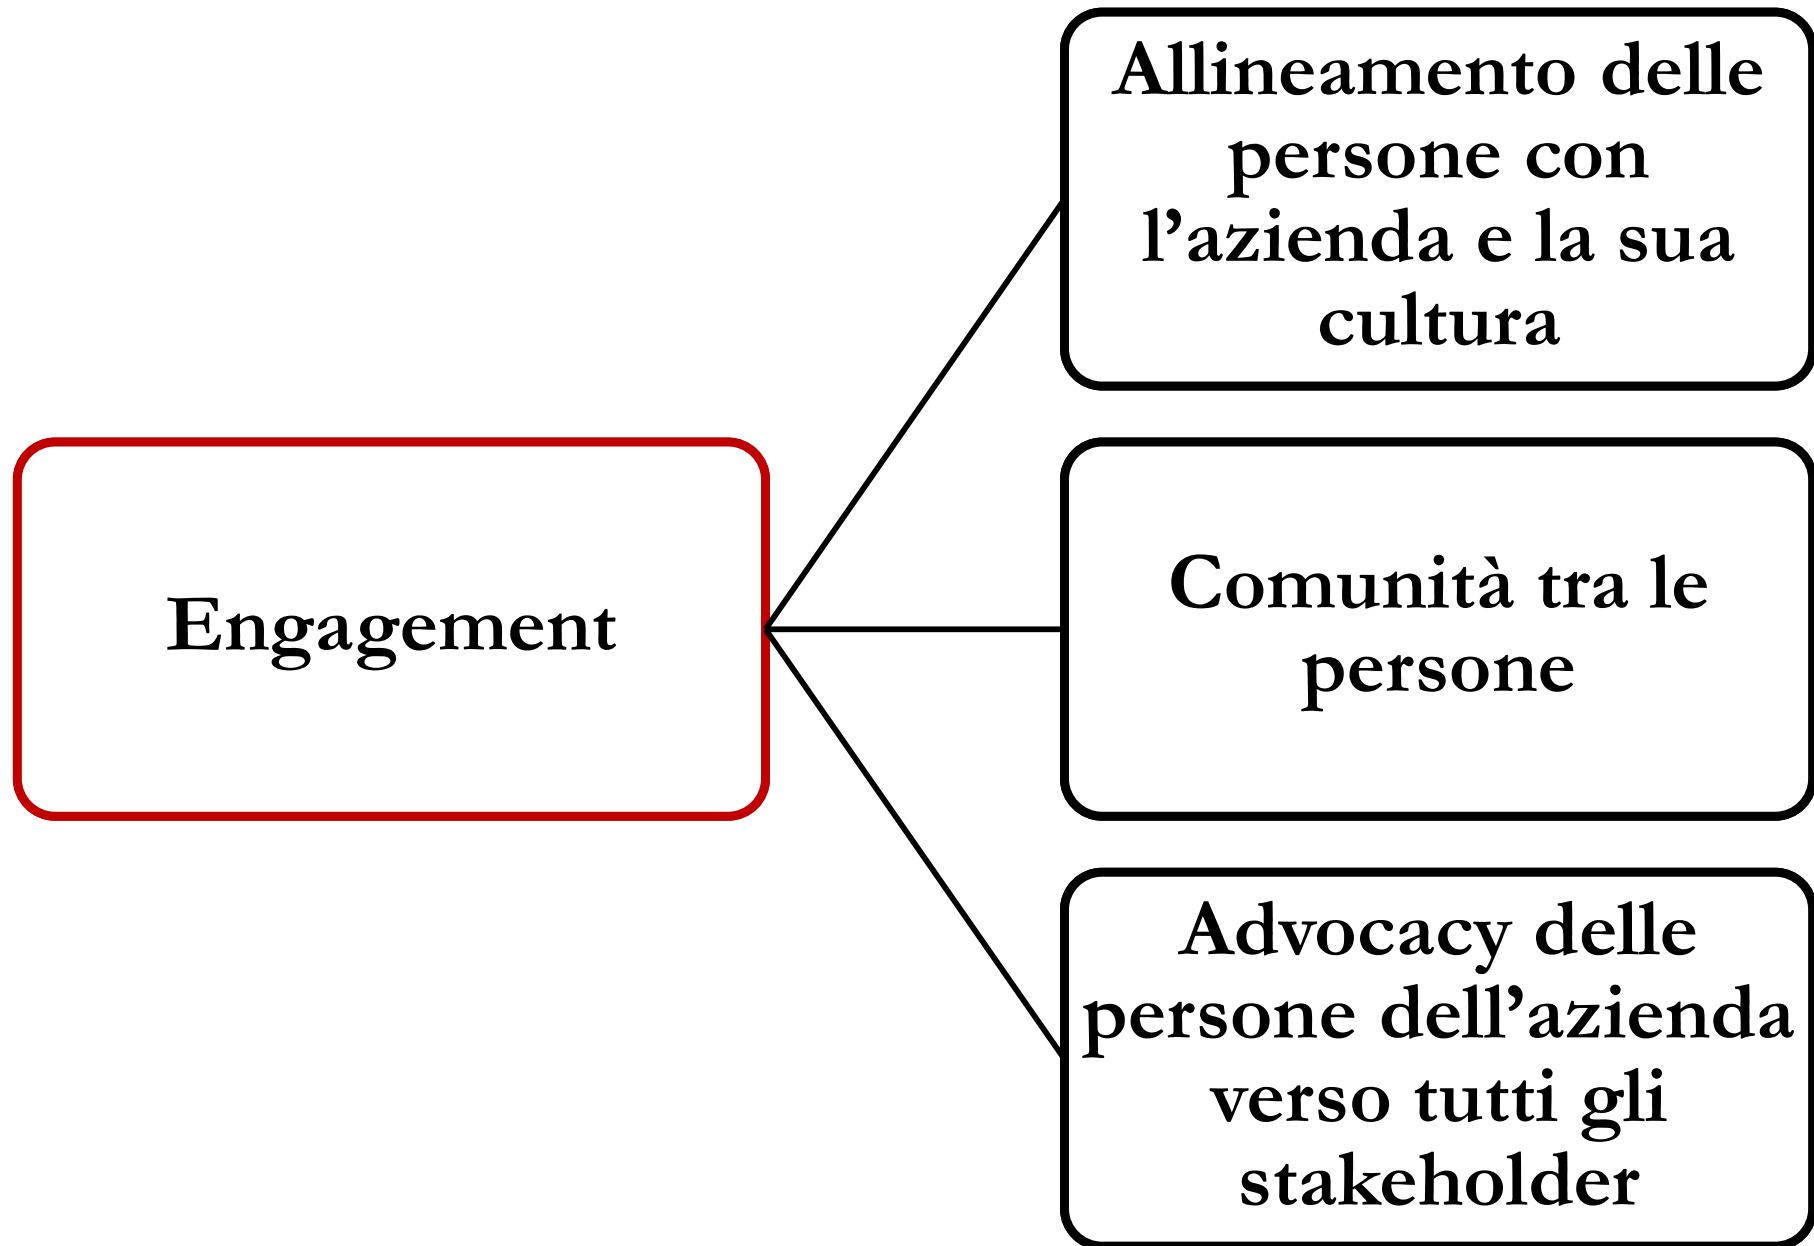 Engagement
Allineamento delle
persone con
l’azienda e la sua
cultura
Comunità tra le
persone
Advocacy delle
persone dell’azienda
verso tutti gli
stakeholder